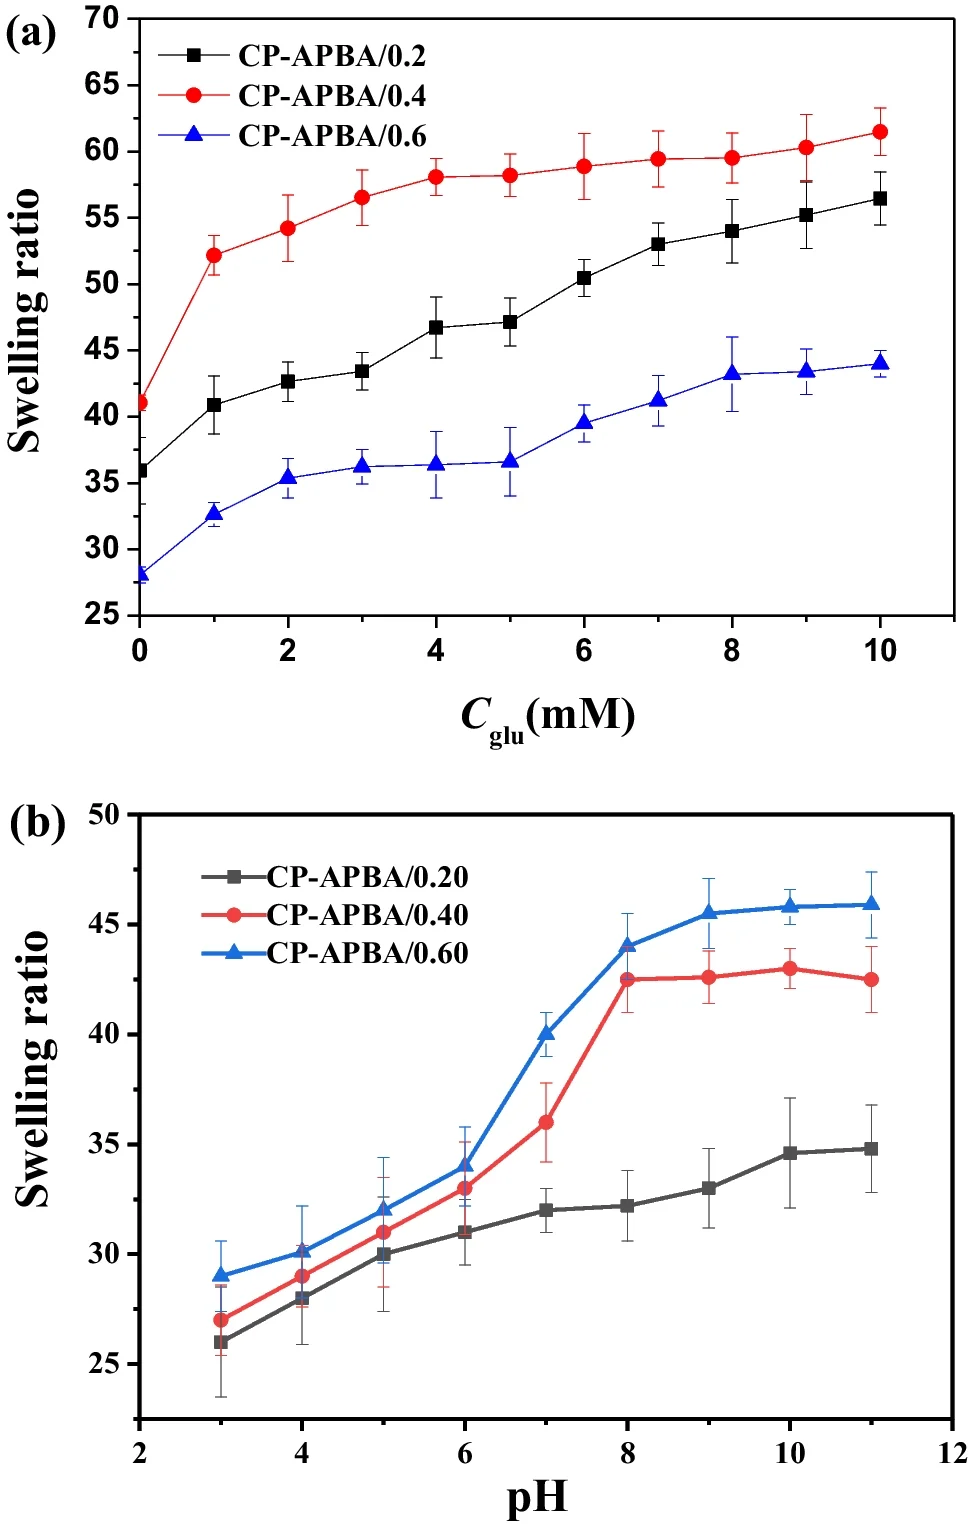 (a)
70
65
60
55
50
45
40
35
30
25
Swelling ratio
CP-APBA/0.2
CP-APBA/0.4
CP-APBA/0.6
0 2 4 6 8 10
Cglu(mM)
(b)
50
45
40
35
30
25
Swelling ratio
CP-APBA/0.20
CP-APBA/0.40
CP-APBA/0.60
2 4 6 8 10 12
pH